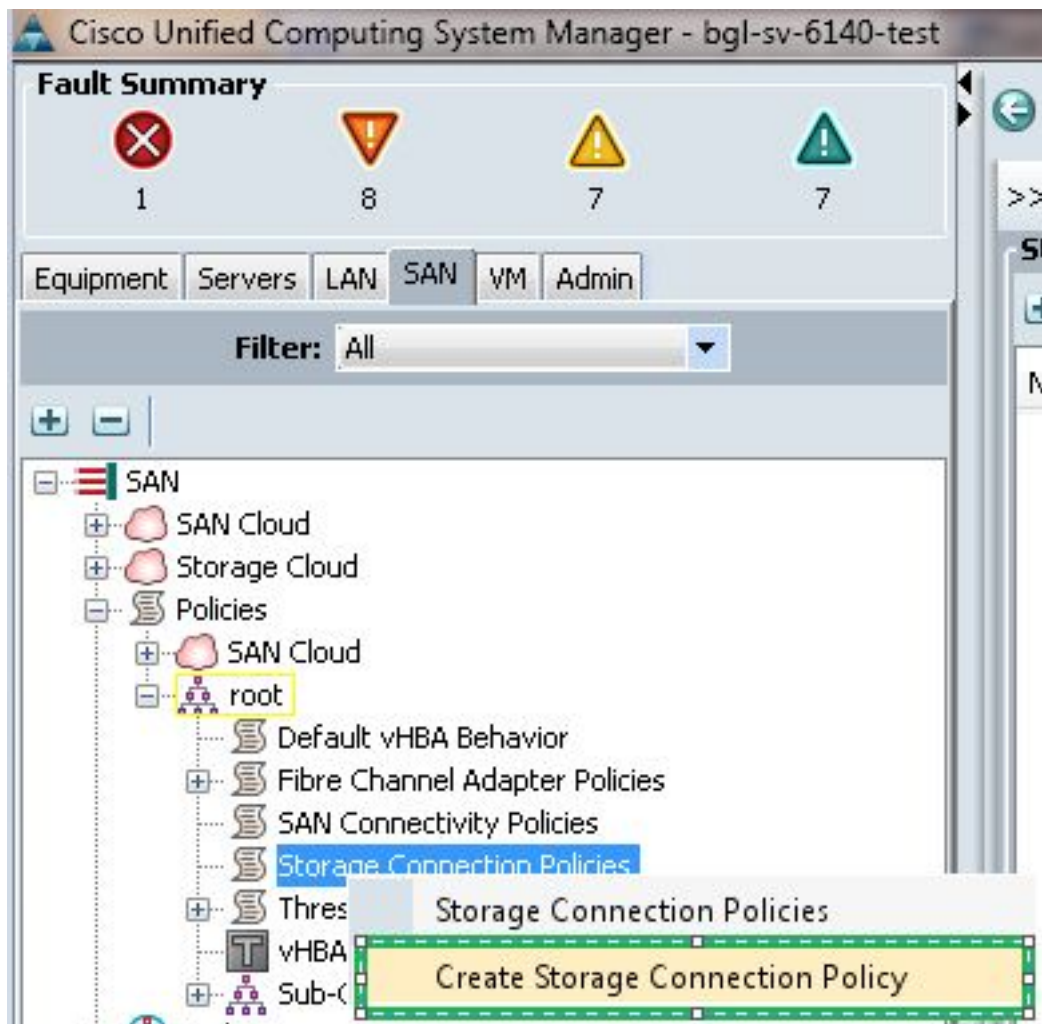 Cisco Unified Computing System Manager - bgl-sv-6140-test
Fault Summary
1 8 7 7
>>
Equipment Servers LAN SAN VM Admin
Filter: All
SAN
SAN Cloud
Storage Cloud
Policies
SAN Cloud
root
Default vHBA Behavior
Fibre Channel Adapter Policies
SAN Connectivity Policies
Storage Connection Policies
Thres
Storage Connection Policies
vHBA
Create Storage Connection Policy
Sub-